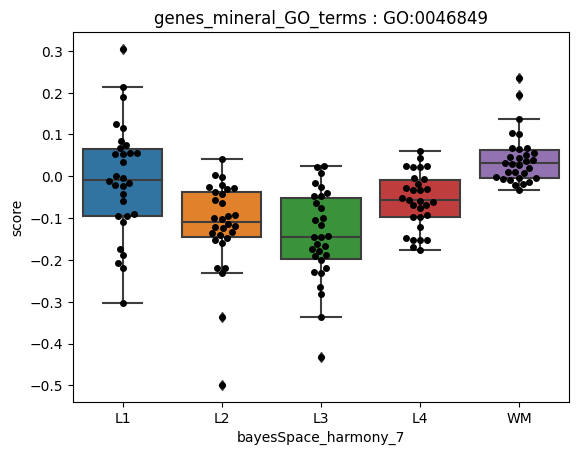 genes_mineral_GO_terms : GO:0046849
0.3
0.2
0.1
0.0
−0.1
−0.2
−0.3
−0.4
−0.5
score
L1 L2 L3 L4 WM
bayesSpace_harmony_7